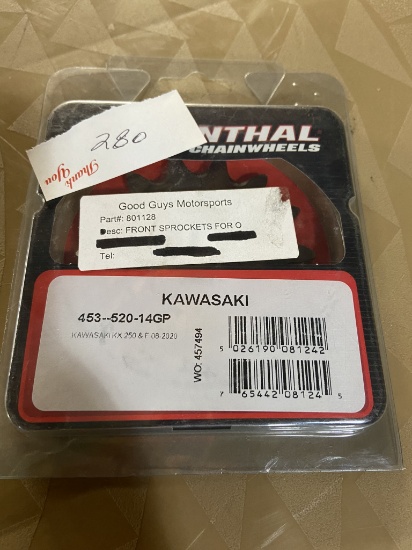 280
Thank
You
NTHAL
CHAINWHEELS
Good Guys Motorsports
Part#: 801128
Desc: FRONT SPROCKETS FOR O
Tel:
KAWASAKI
453--520-14GP
KAWASAKI KX 250 & F 06-2020
WO: 457494
5 026190 081242
7 65442 08124 5